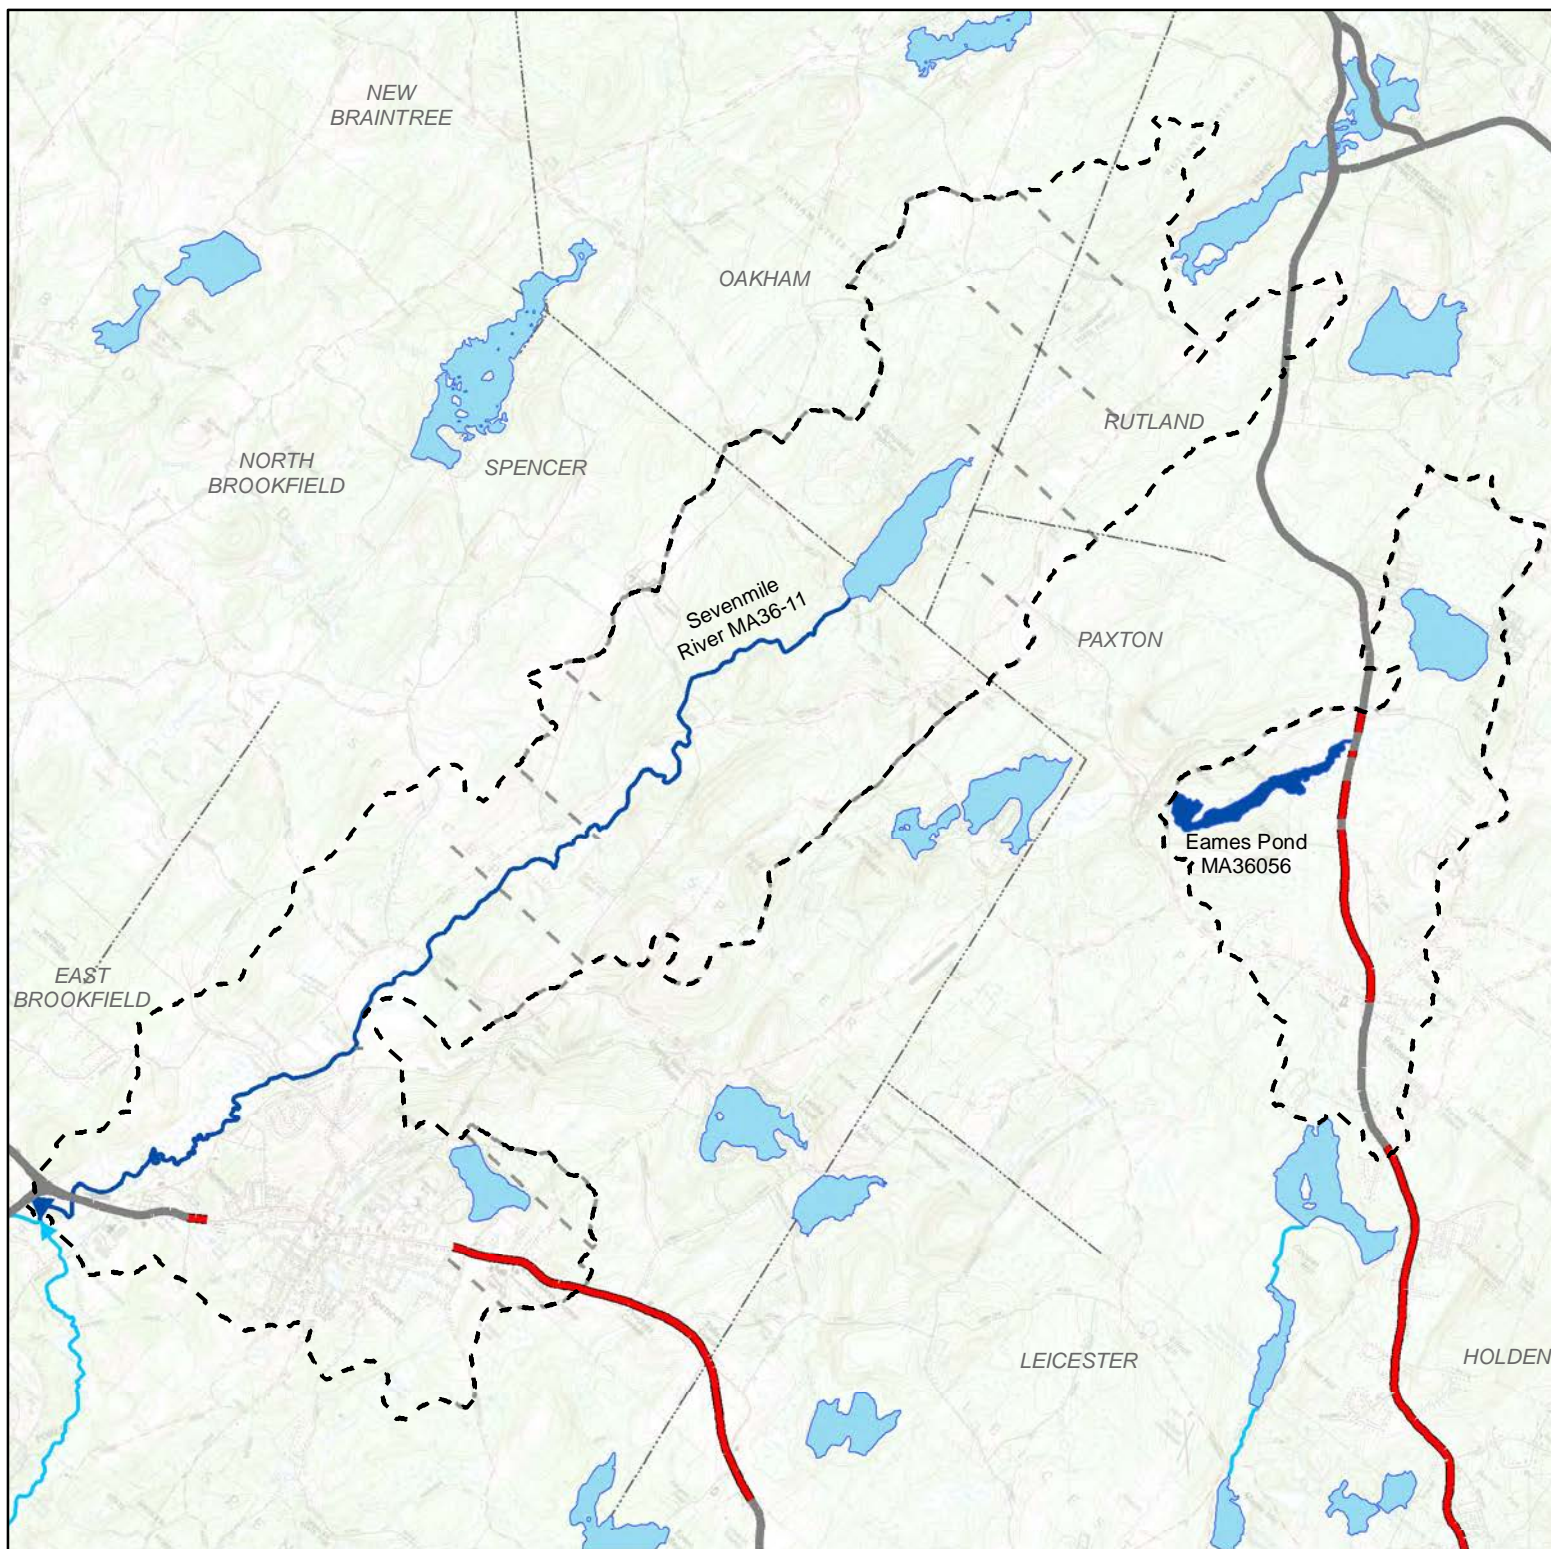 NEW
BRAINTREE
OAKHAM
RUTLAND
NORTH
BROOKFIELD
SPENCER
Sevenmile
River MA36-11
PAXTON
Eames Pond
MA36056
EAST
BROOKFIELD
LEICESTER
HOLDEN